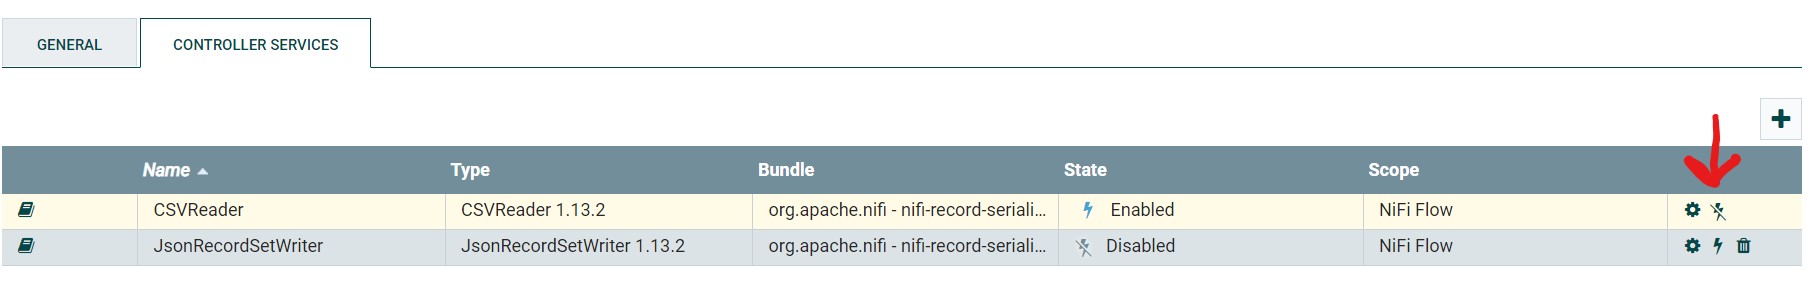 GENERAL CONTROLLER SERVICES
Name Type Bundle State Scope
CSVReader CSVReader 1.13.2 org.apache.nifi - nifi-record-seriali... Enabled NiFi Flow
JsonRecordSetWriter JsonRecordSetWriter 1.13.2 org.apache.nifi - nifi-record-seriali... Disabled NiFi Flow